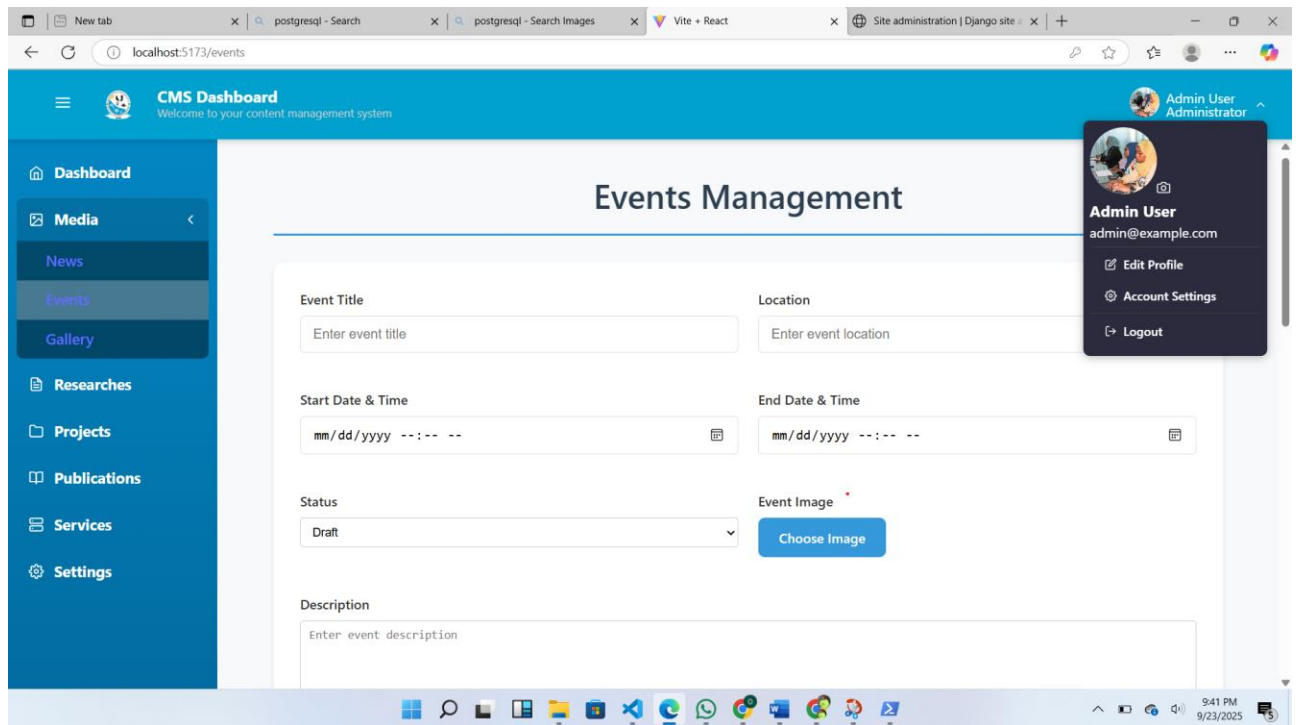 New tab
postgresql - Search
postgresql - Search Images
Vite + React
Site administration | Django site
localhost:5173/events
CMS Dashboard
Welcome to your content management system
Admin User
Administrator
Dashboard
Media
News
Events
Gallery
Researches
Projects
Publications
Services
Settings
Events Management
Admin User
admin@example.com
Edit Profile
Account Settings
Logout
Event Title
Location
Enter event title
Enter event location
Start Date & Time
End Date & Time
mm/dd/yyyy --:-- --
mm/dd/yyyy --:-- --
Status
Event Image *
Draft
Choose Image
Description
Enter event description
9:41 PM
9/23/2025